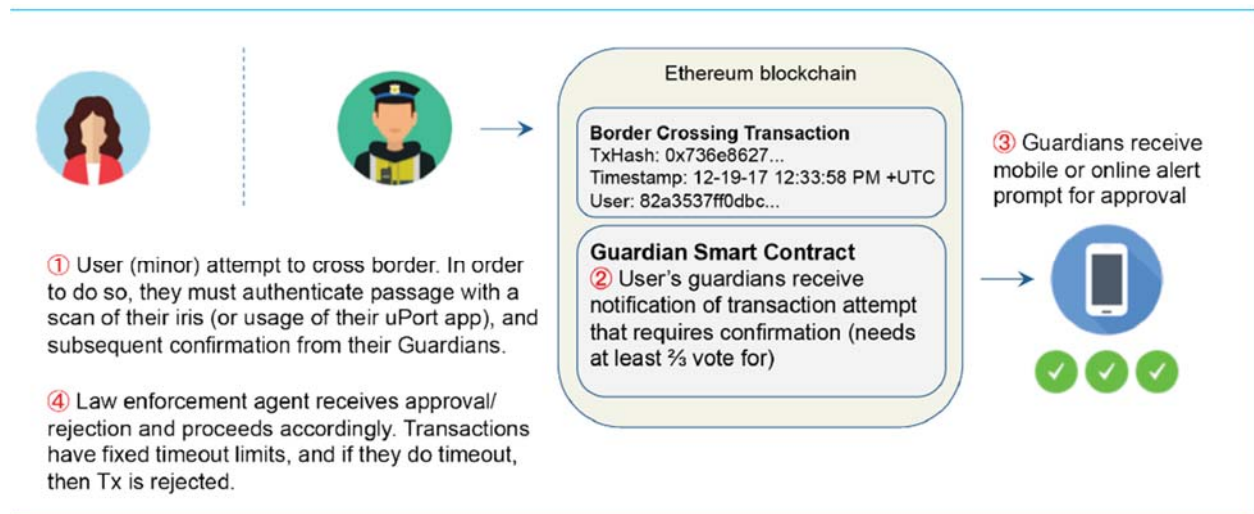 Ethereum blockchain
Border Crossing Transaction
TxHash: 0x736e8627...
Timestamp: 12-19-17 12:33:58 PM +UTC
User: 82a3537ff0dbc...
Guardian Smart Contract
② User’s guardians receive
notification of transaction attempt
that requires confirmation (needs
at least ⅔ vote for)
③ Guardians receive
mobile or online alert
prompt for approval
① User (minor) attempt to cross border. In order
to do so, they must authenticate passage with a
scan of their iris (or usage of their uPort app), and
subsequent confirmation from their Guardians.
④ Law enforcement agent receives approval/
rejection and proceeds accordingly. Transactions
have fixed timeout limits, and if they do timeout,
then Tx is rejected.